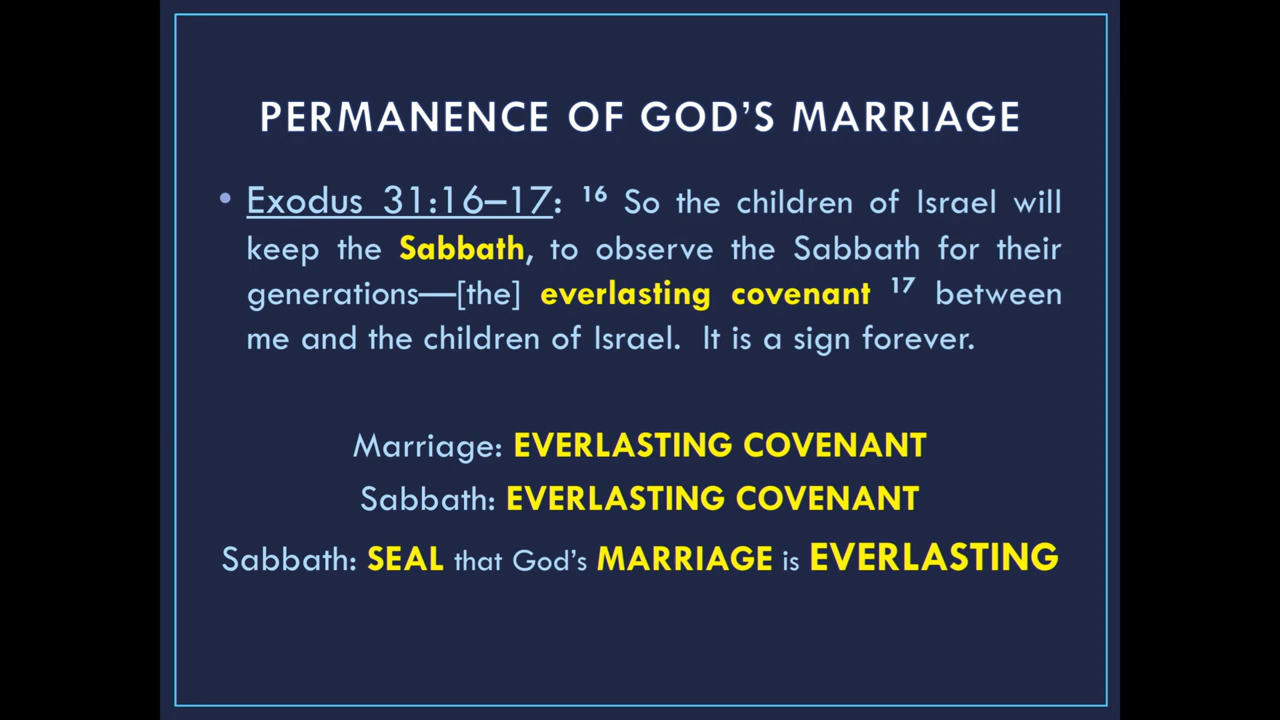 PERMANENCE OF GOD'S MARRIAGE
• Exodus 31:16–17: ¹⁶ So the children of Israel will
keep the Sabbath, to observe the Sabbath for their
generations—[the] everlasting covenant ¹⁷ between
me and the children of Israel. It is a sign forever.
Marriage: EVERLASTING COVENANT
Sabbath: EVERLASTING COVENANT
Sabbath: SEAL that God's MARRIAGE is EVERLASTING